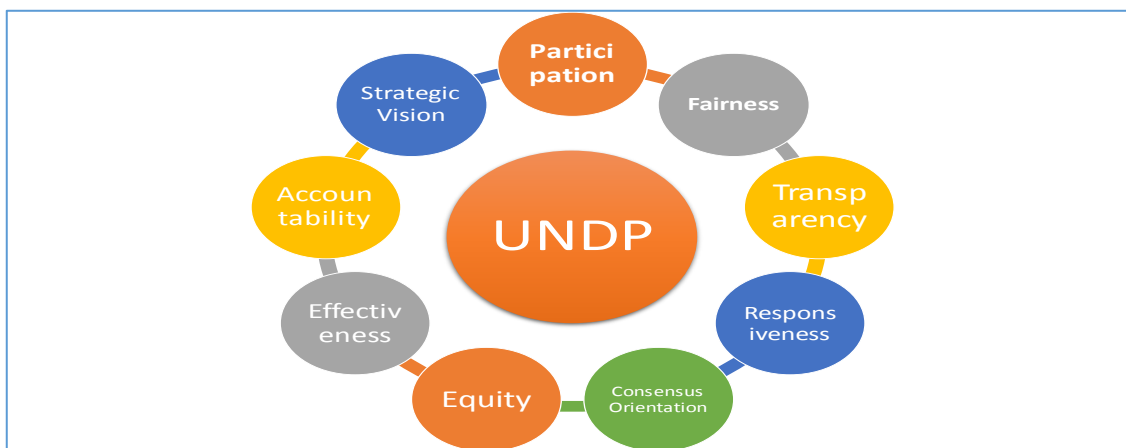 Partici
pation
Fairness
Transp
arency
Respons
iveness
Consensus
Orientation
Equity
Effectiv
eness
Accoun
tability
Strategic
Vision
UNDP